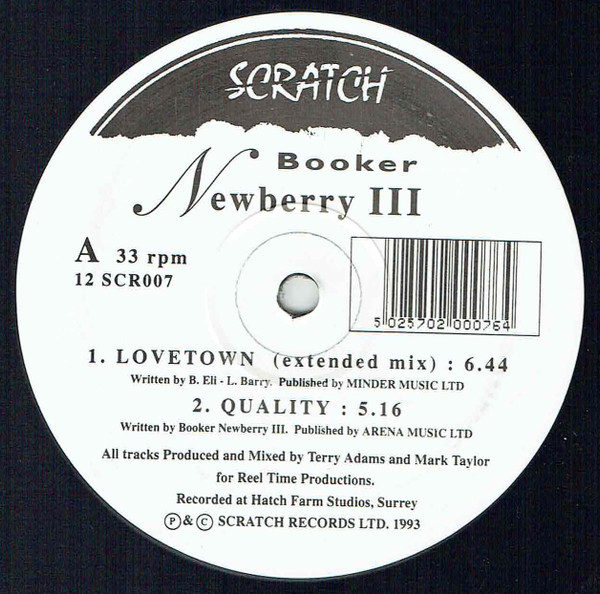 SCRATCH
Booker
Newberry III
A 33 rpm
12 SCR007
5 025702 000764
1. LOVETOWN (extended mix) : 6.44
Written by B. Eli - L. Barry. Published by MINDER MUSIC LTD
2. QUALITY : 5.16
Written by Booker Newberry III. Published by ARENA MUSIC LTD
All tracks Produced and Mixed by Terry Adams and Mark Taylor
for Reel Time Productions.
Recorded at Hatch Farm Studios, Surrey
Ⓟ & © SCRATCH RECORDS LTD. 1993